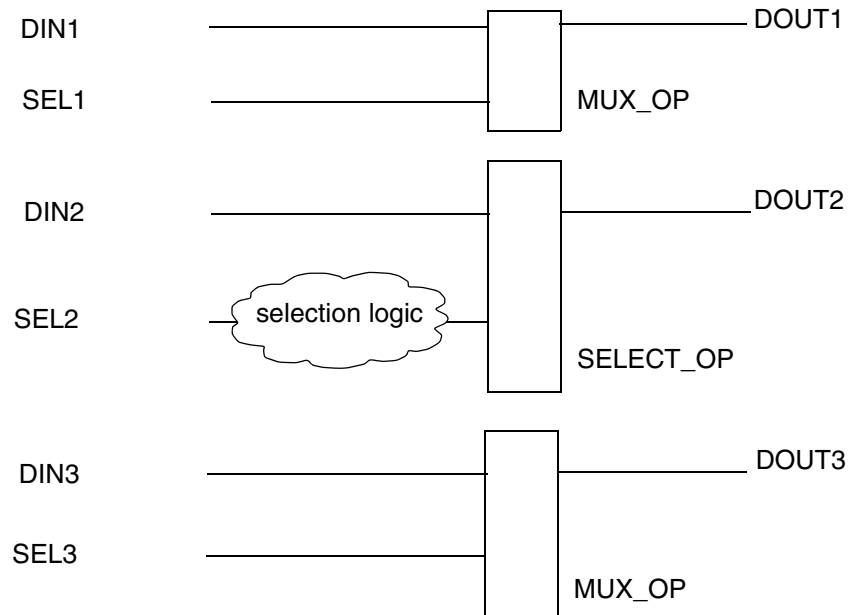 DIN1
DOUT1
SEL1
MUX_OP
DIN2
DOUT2
SEL2
selection logic
SELECT_OP
DIN3
DOUT3
SEL3
MUX_OP